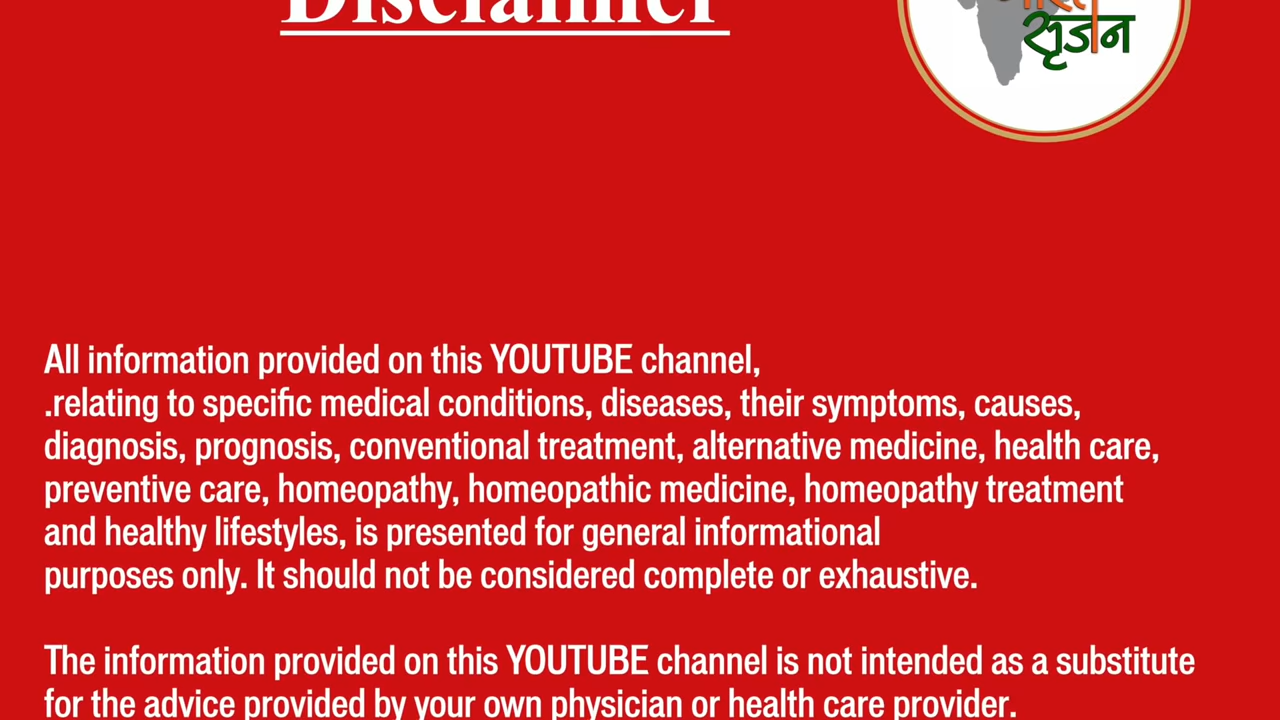 Disclaimer
भारत
सृजन
All information provided on this YOUTUBE channel,
.relating to specific medical conditions, diseases, their symptoms, causes,
diagnosis, prognosis, conventional treatment, alternative medicine, health care,
preventive care, homeopathy, homeopathic medicine, homeopathy treatment
and healthy lifestyles, is presented for general informational
purposes only. It should not be considered complete or exhaustive.
The information provided on this YOUTUBE channel is not intended as a substitute
for the advice provided by your own physician or health care provider.